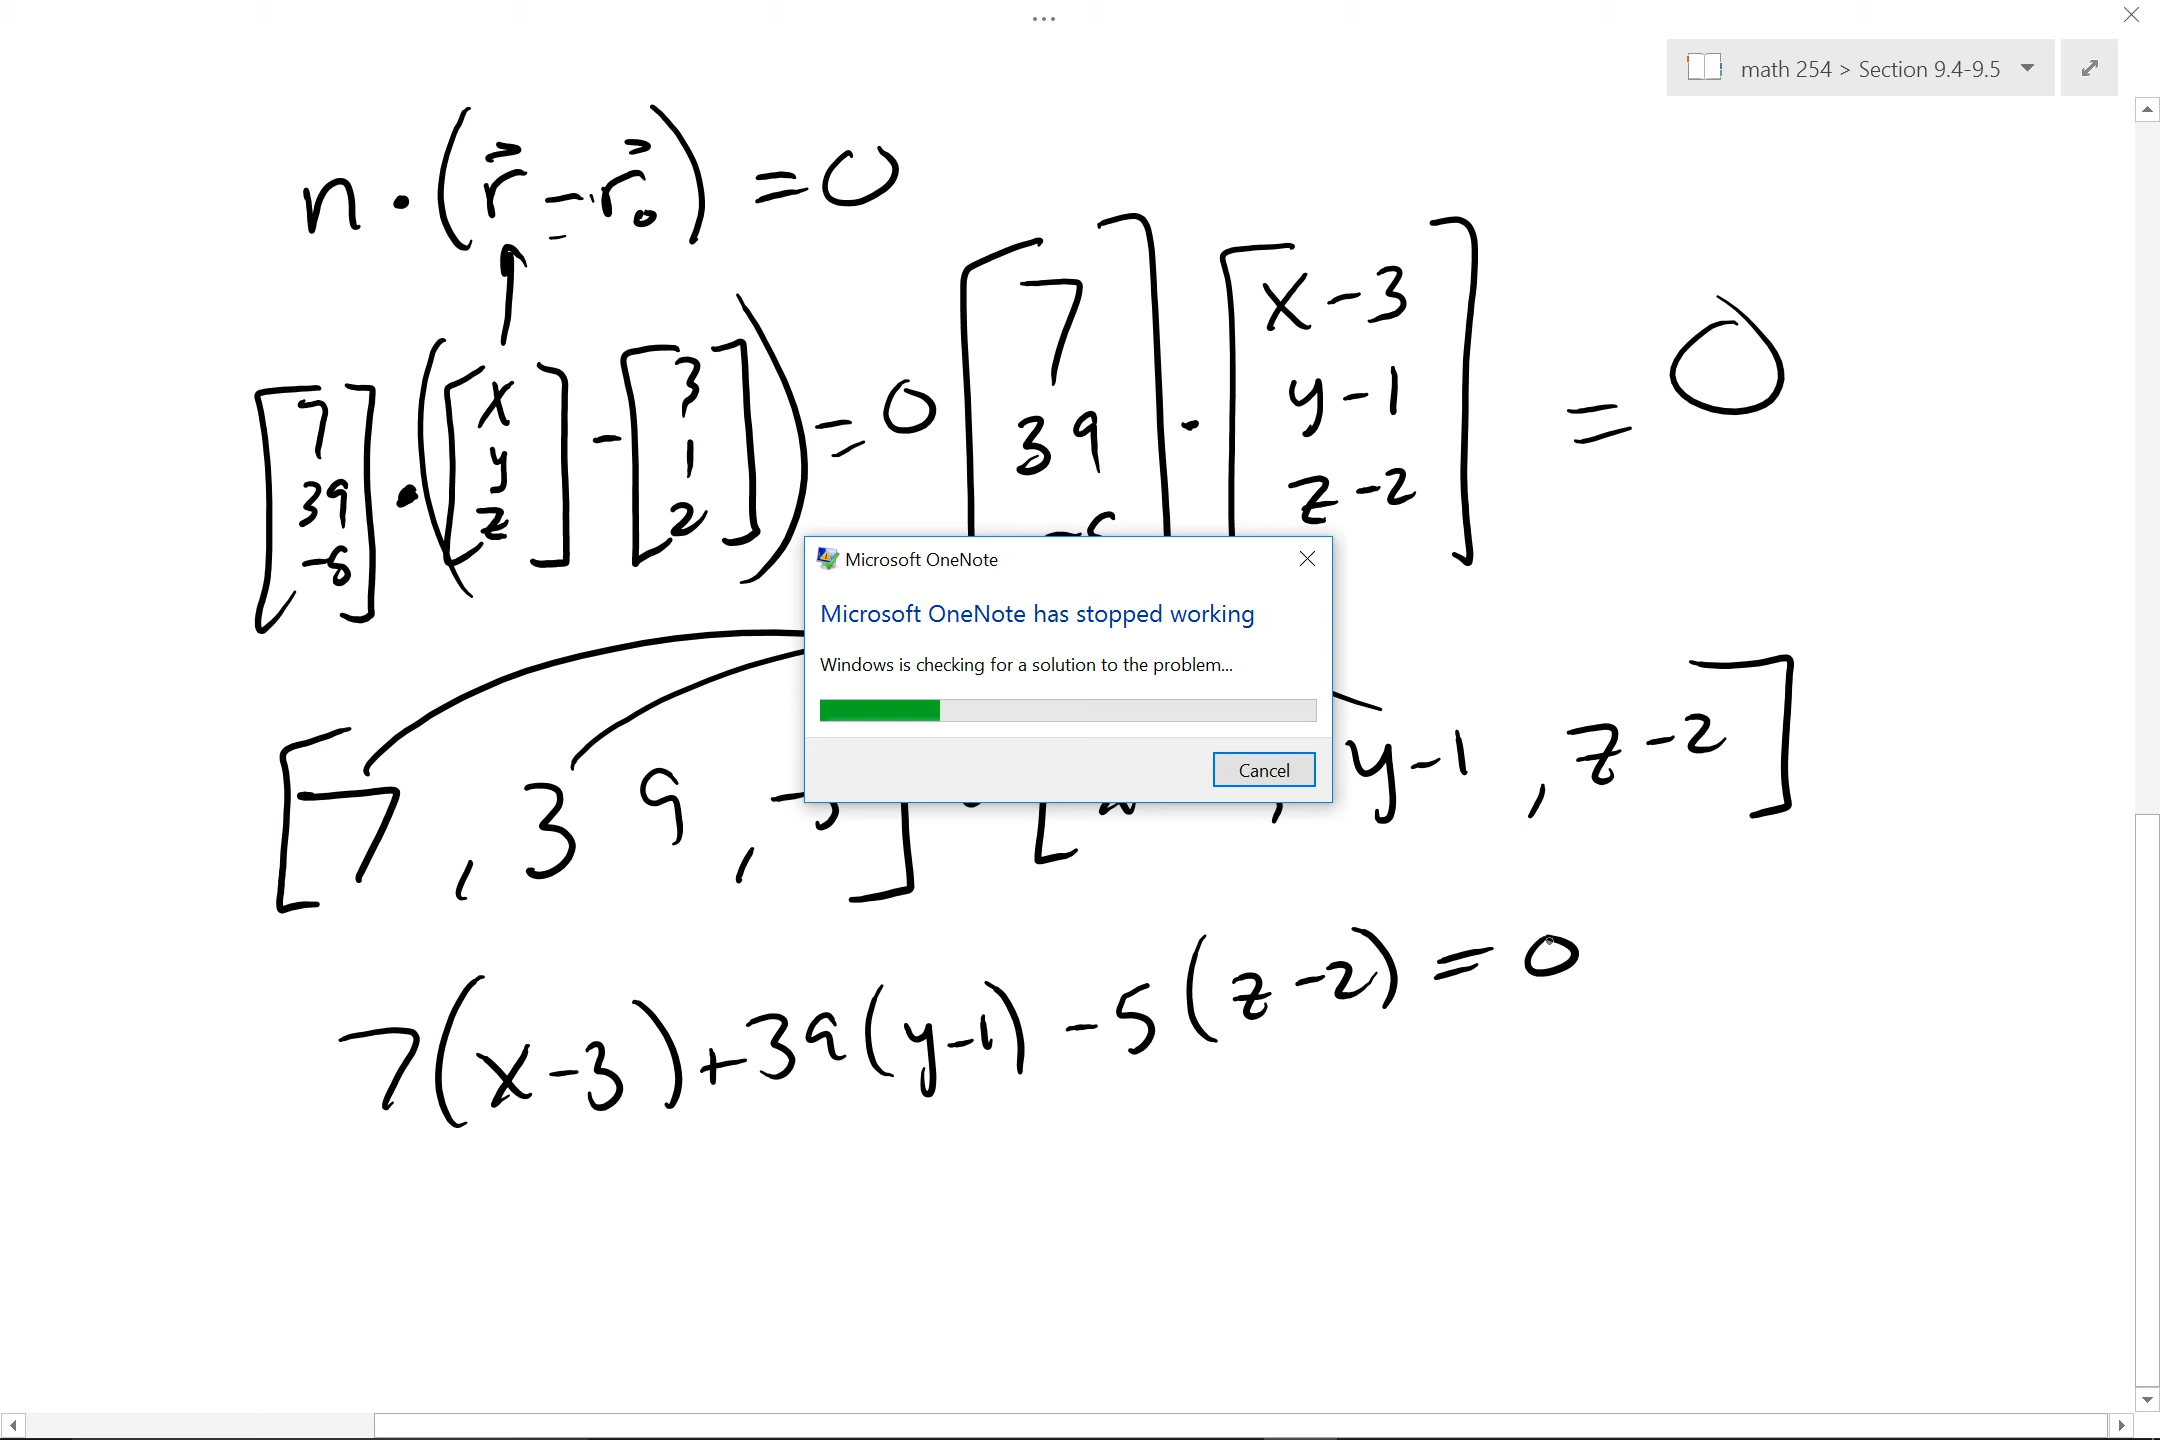 ...
math 254 > Section 9.4-9.5
n · (r⃗ - r⃗₀) = 0
[7 39 -5] · ([x y z] - [3 1 2]) = 0
[7 39 -5] · [x-3 y-1 z-2] = 0
Microsoft OneNote
Microsoft OneNote has stopped working
Windows is checking for a solution to the problem...
Cancel
[7, 39, -5] · [, y-1, z-2]
7(x-3)+39(y-1)-5(z-2)=0